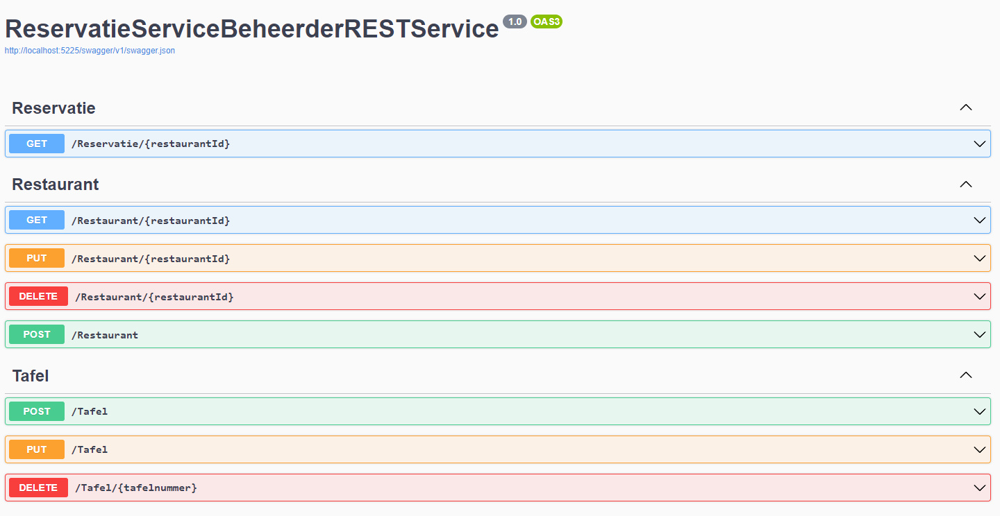 ReservatieServiceBeheerderRESTService 1.0 OAS3
http://localhost:5225/swagger/v1/swagger.json
Reservatie
GET /Reservatie/{restaurantId}
Restaurant
GET /Restaurant/{restaurantId}
PUT /Restaurant/{restaurantId}
DELETE /Restaurant/{restaurantId}
POST /Restaurant
Tafel
POST /Tafel
PUT /Tafel
DELETE /Tafel/{tafelnummer}